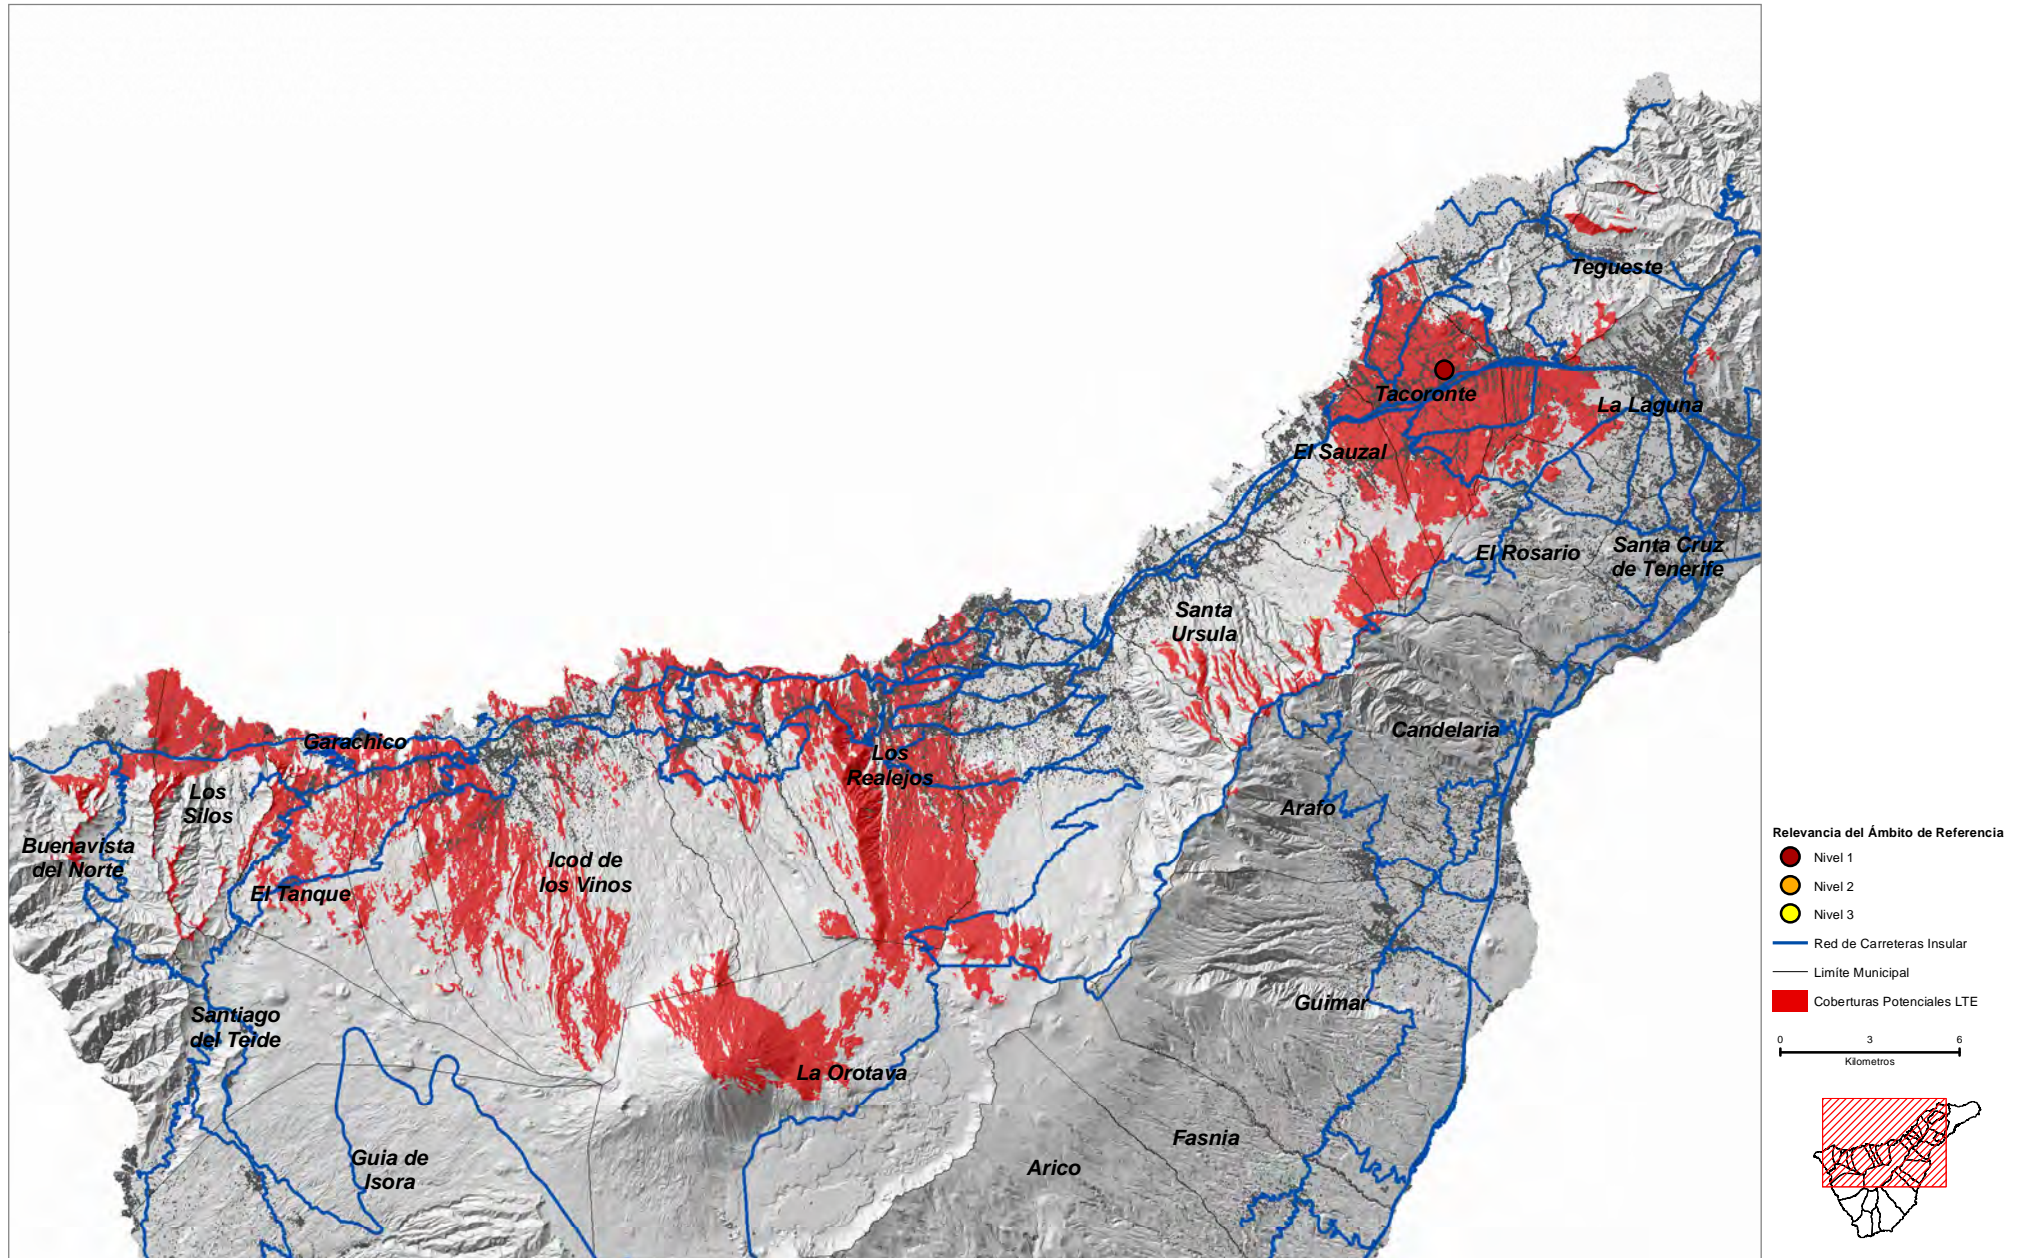 Tegueste
Tacoronte
La Laguna
El Sauzal
El Rosario
Santa Cruz
de Tenerife
Santa
Ursula
Candelaria
Garachico
Los
Realejos
Los
Silos
Arafo
Buenavista
del Norte
Icod de
los Vinos
El Tanque
Guimar
Santiago
del Teide
La Orotava
Fasnia
Guia de
Isora
Arico
Relevancia del Ámbito de Referencia
Nivel 1
Nivel 2
Nivel 3
Red de Carreteras Insular
Limíte Municipal
Coberturas Potenciales LTE
0 3 6
Kilometros